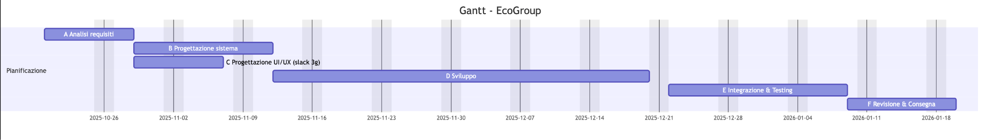 Gantt - EcoGroup
A Analisi requisiti
B Progettazione sistema
C Progettazione UI/UX (slack 3g)
Pianificazione
D Sviluppo
E Integrazione & Testing
F Revisione & Consegna
2025-10-26 2025-11-02 2025-11-09 2025-11-16 2025-11-23 2025-11-30 2025-12-07 2025-12-14 2025-12-21 2025-12-28 2026-01-04 2026-01-11 2026-01-18